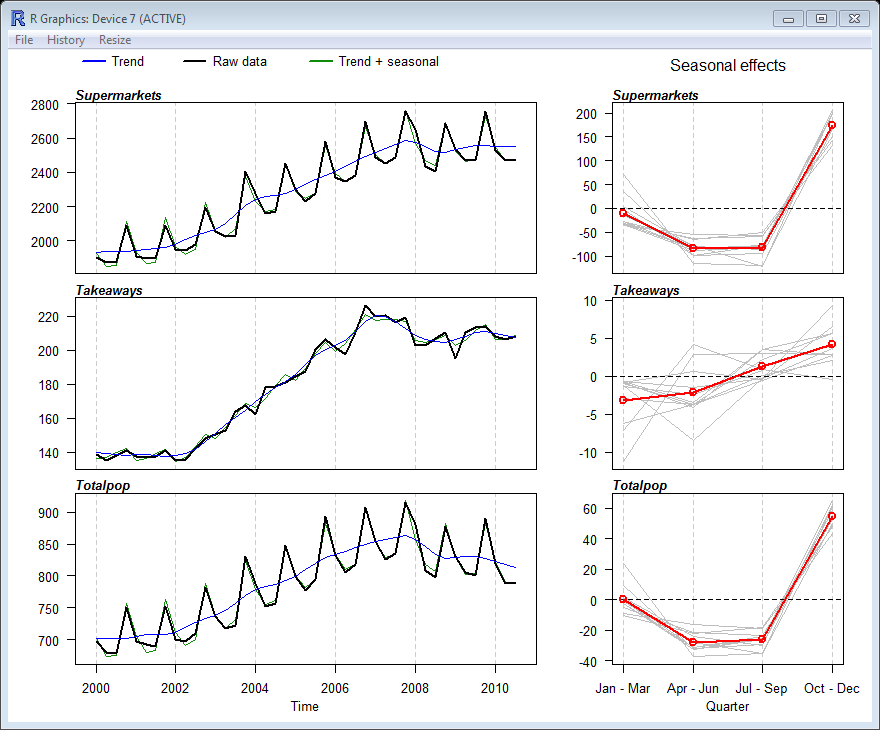 R Graphics: Device 7 (ACTIVE)
File History Resize
Trend Raw data Trend + seasonal
Seasonal effects
Supermarkets
2800
2600
2400
2200
2000
Supermarkets
200
150
100
50
0
-50
-100
Takeaways
220
200
180
160
140
Takeaways
10
5
0
-5
-10
Totalpop
900
850
800
750
700
2000 2002 2004 2006 2008 2010
Time
Totalpop
60
40
20
0
-20
-40
Jan - Mar Apr - Jun Jul - Sep Oct - Dec
Quarter